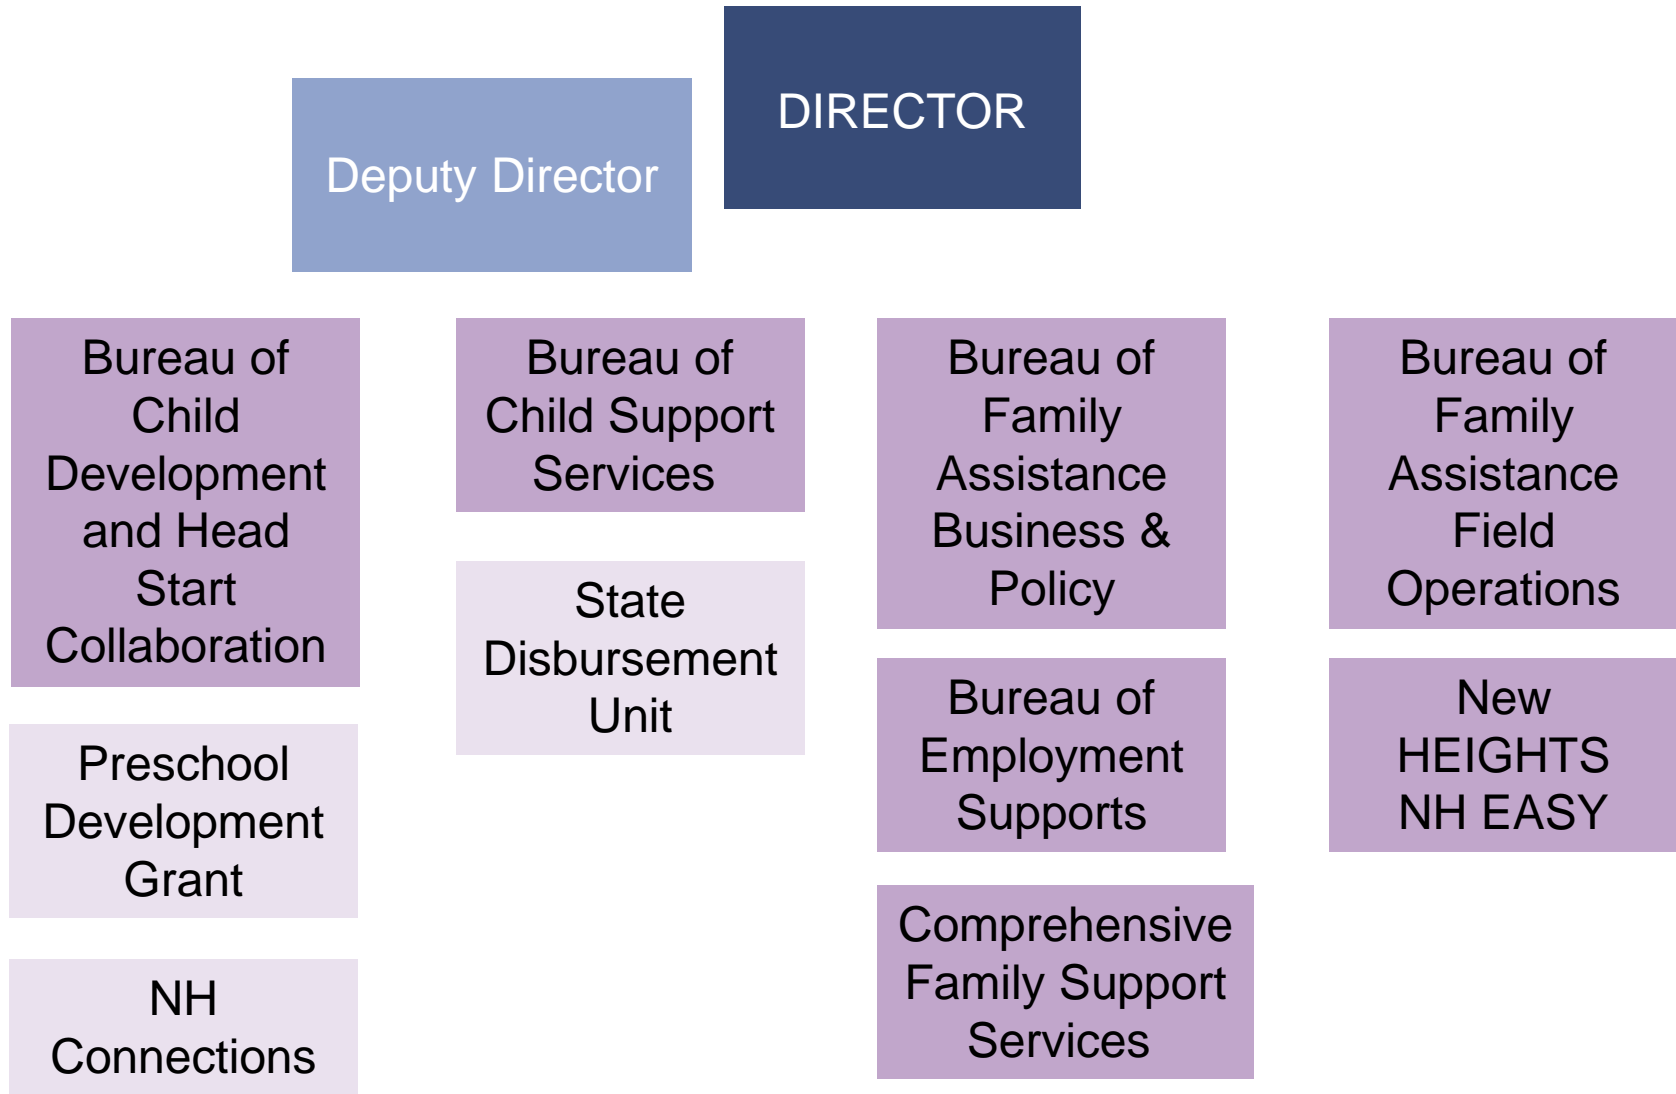 DIRECTOR
Deputy Director
Bureau of
Child
Development
and Head
Start
Collaboration
Preschool
Development
Grant
NH
Connections
Bureau of
Child Support
Services
State
Disbursement
Unit
Bureau of
Family
Assistance
Business &
Policy
Bureau of
Employment
Supports
Comprehensive
Family Support
Services
Bureau of
Family
Assistance
Field
Operations
New
HEIGHTS
NH EASY